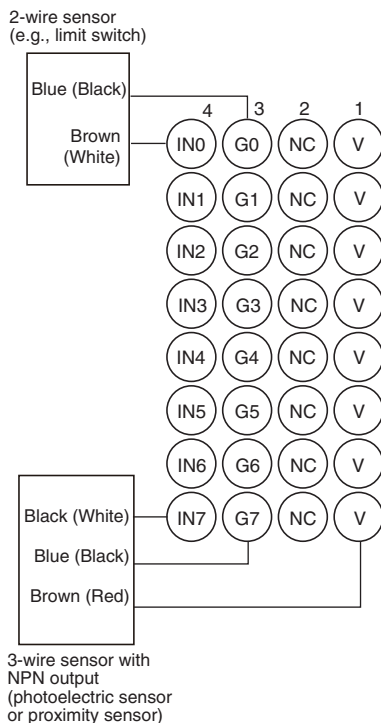 2-wire sensor
(e.g., limit switch)
Blue (Black)
Brown
(White)
4 3 2 1
IN0 G0 NC V
IN1 G1 NC V
IN2 G2 NC V
IN3 G3 NC V
IN4 G4 NC V
IN5 G5 NC V
IN6 G6 NC V
IN7 G7 NC V
Black (White)
Blue (Black)
Brown (Red)
3-wire sensor with
NPN output
(photoelectric sensor
or proximity sensor)